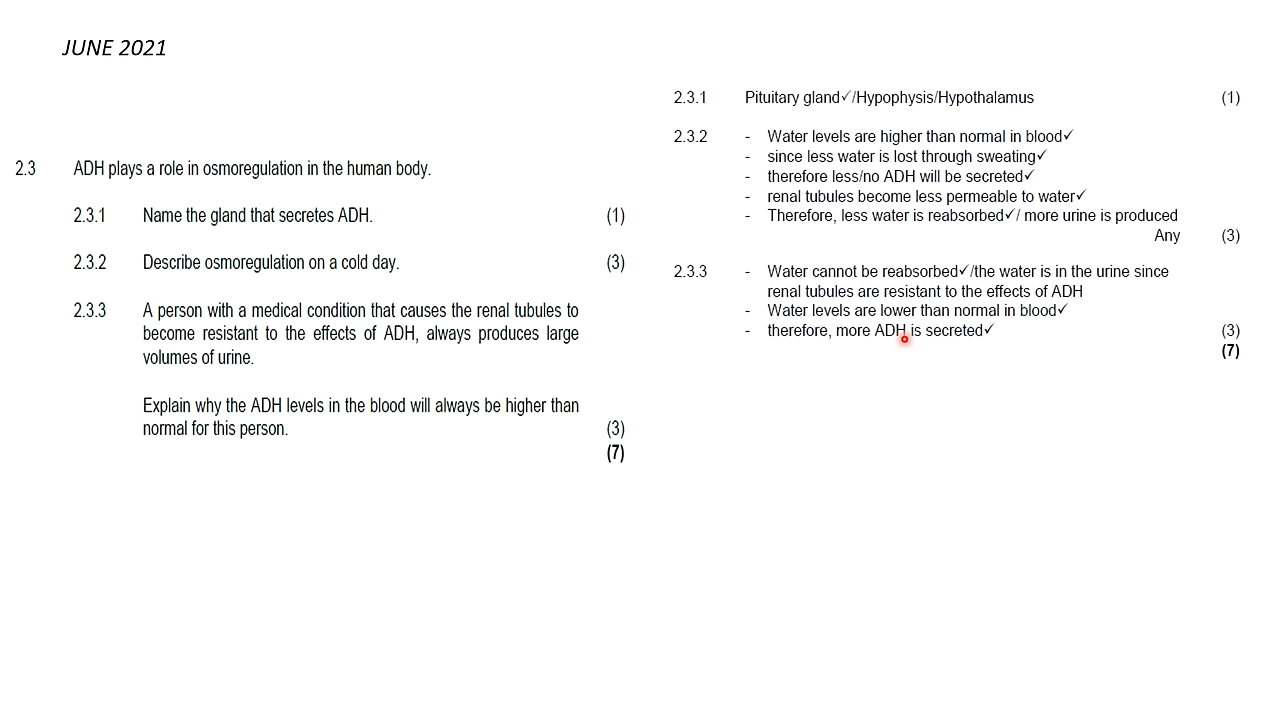 JUNE 2021
2.3 ADH plays a role in osmoregulation in the human body.
2.3.1 Name the gland that secretes ADH. (1)
2.3.2 Describe osmoregulation on a cold day. (3)
2.3.3 A person with a medical condition that causes the renal tubules to
become resistant to the effects of ADH, always produces large
volumes of urine.
Explain why the ADH levels in the blood will always be higher than
normal for this person. (3)
(7)
2.3.1 Pituitary gland✓/Hypophysis/Hypothalamus (1)
2.3.2 - Water levels are higher than normal in blood✓
- since less water is lost through sweating✓
- therefore less/no ADH will be secreted✓
- renal tubules become less permeable to water✓
- Therefore, less water is reabsorbed✓/ more urine is produced
Any (3)
2.3.3 - Water cannot be reabsorbed✓/the water is in the urine since
renal tubules are resistant to the effects of ADH
- Water levels are lower than normal in blood✓
- therefore, more ADH is secreted✓ (3)
(7)